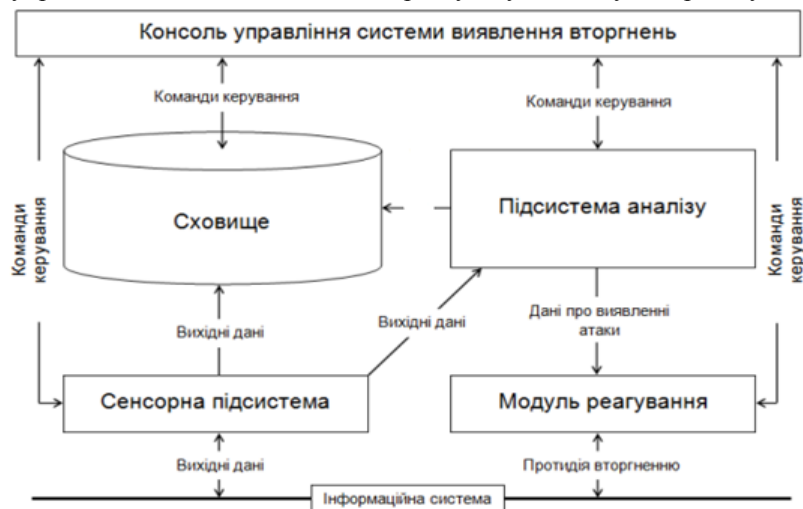 Консоль управління системи виявлення вторгнень
Команди керування
Команди керування
Команди
керування
Сховище
Підсистема аналізу
Команди
керування
Вихідні дані
Вихідні дані
Дані про виявленні
атаки
Сенсорна підсистема
Модуль реагування
Вихідні дані
Протидія вторгненню
Інформаційна система